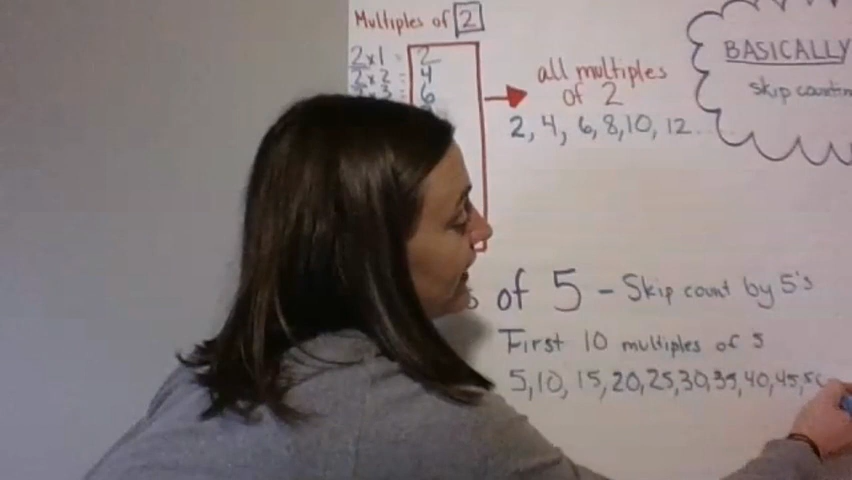 Multiples of 2
2x1 = 2
2x2 = 4
2x3 = 6
all multiples
of 2
2, 4, 6, 8, 10, 12...
BASICALLY
skip countin
of 5 - Skip count by 5's
First 10 multiples of 5
5, 10, 15, 20, 25, 30, 35, 40, 45, 5